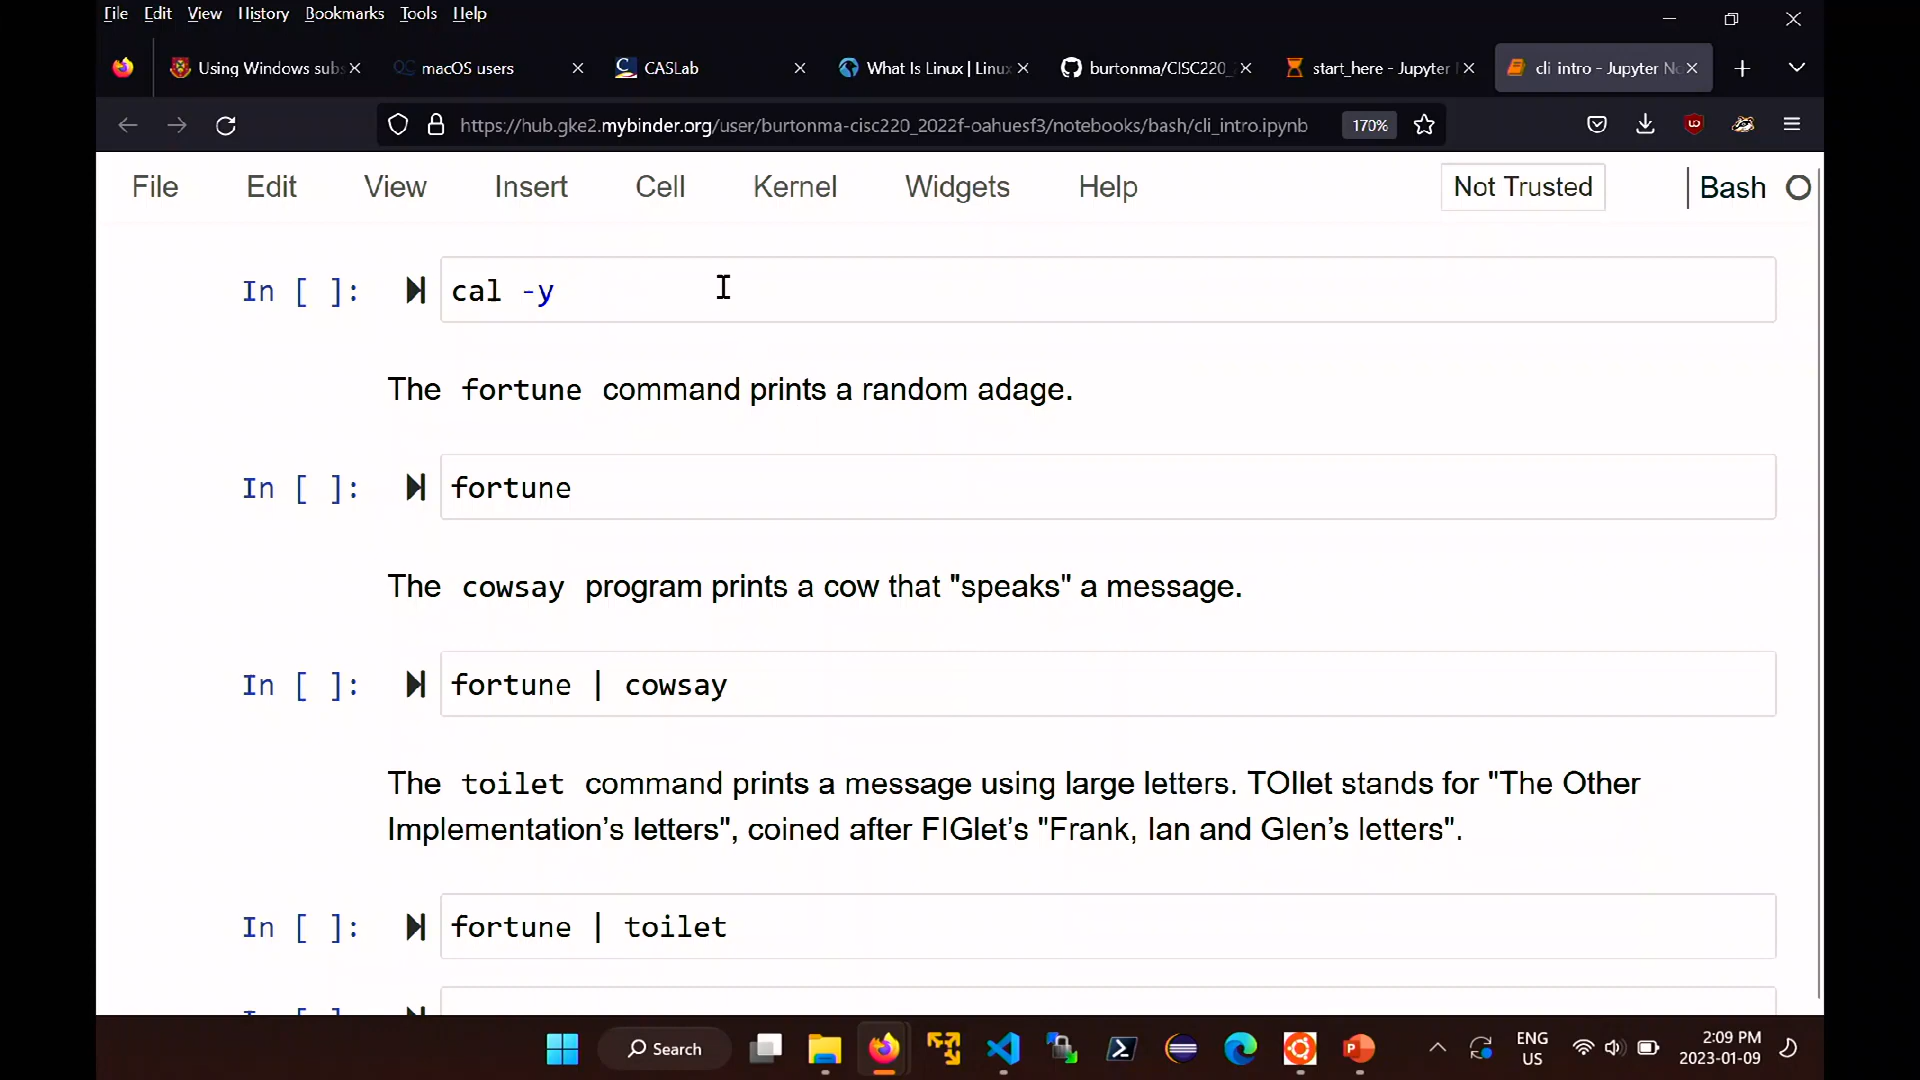 File Edit View History Bookmarks Tools Help
Using Windows subs macOS users CASLab What Is Linux | Linux burtonma/CISC220_ start_here - Jupyter cli_intro - Jupyter No
https://hub.gke2.mybinder.org/user/burtonma-cisc220_2022f-oahuesf3/notebooks/bash/cli_intro.ipynb 170%
File Edit View Insert Cell Kernel Widgets Help Not Trusted Bash
In [ ]: cal -y
The fortune command prints a random adage.
In [ ]: fortune
The cowsay program prints a cow that "speaks" a message.
In [ ]: fortune | cowsay
The toilet command prints a message using large letters. TOIlet stands for "The Other
Implementation’s letters", coined after FIGlet’s "Frank, Ian and Glen’s letters".
In [ ]: fortune | toilet
Search
ENG
US
2:09 PM
2023-01-09